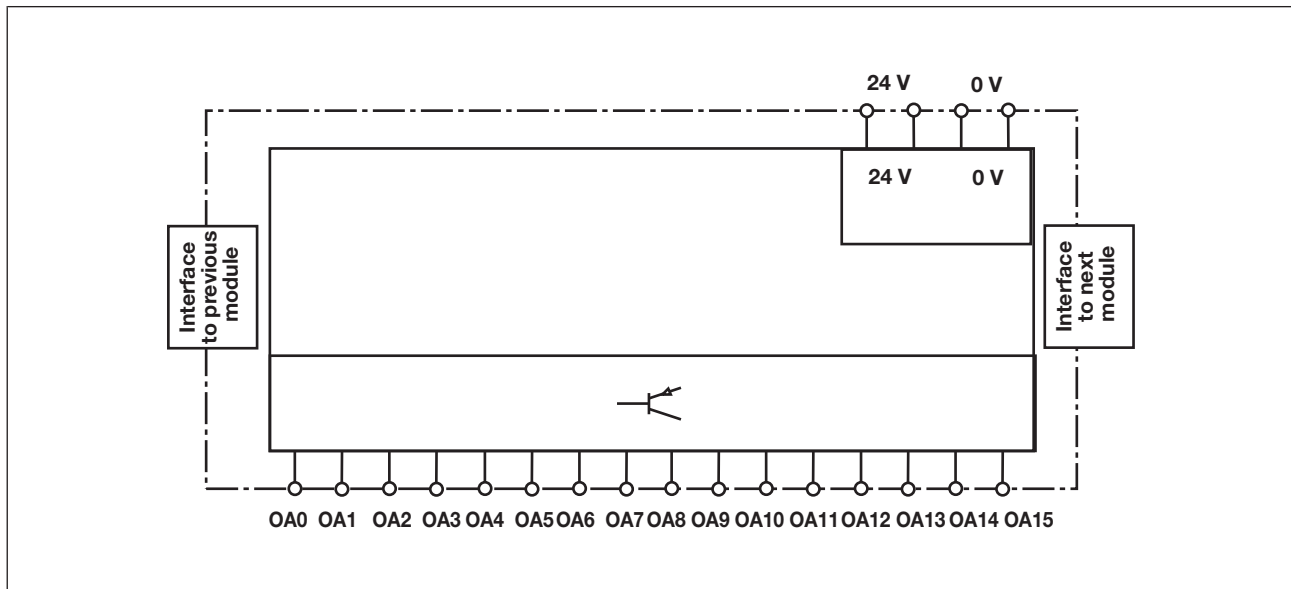 24 V 0 V
24 V 0 V
Interface
to previous
module
Interface
to next
module
OA0 OA1 OA2 OA3 OA4 OA5 OA6 OA7 OA8 OA9 OA10 OA11 OA12 OA13 OA14 OA15